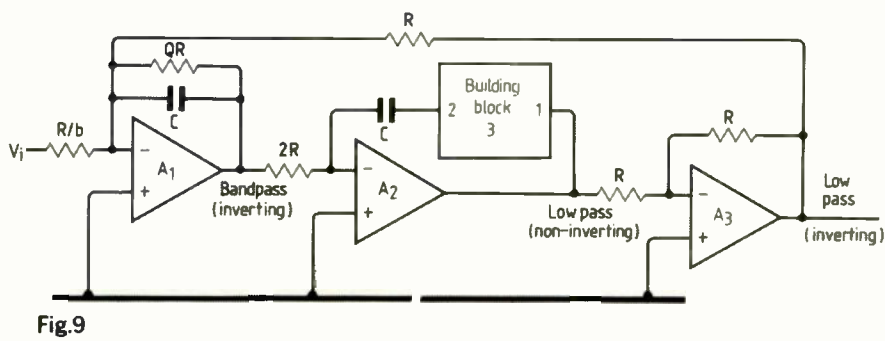 R
QR
Building
block
3
2
1
C
C
R
R/b
2R
R
Low
pass
(inverting)
Vi
−
+
A1
−
+
A2
−
+
A3
Bandpass
(inverting)
Low pass
(non-inverting)
Fig.9